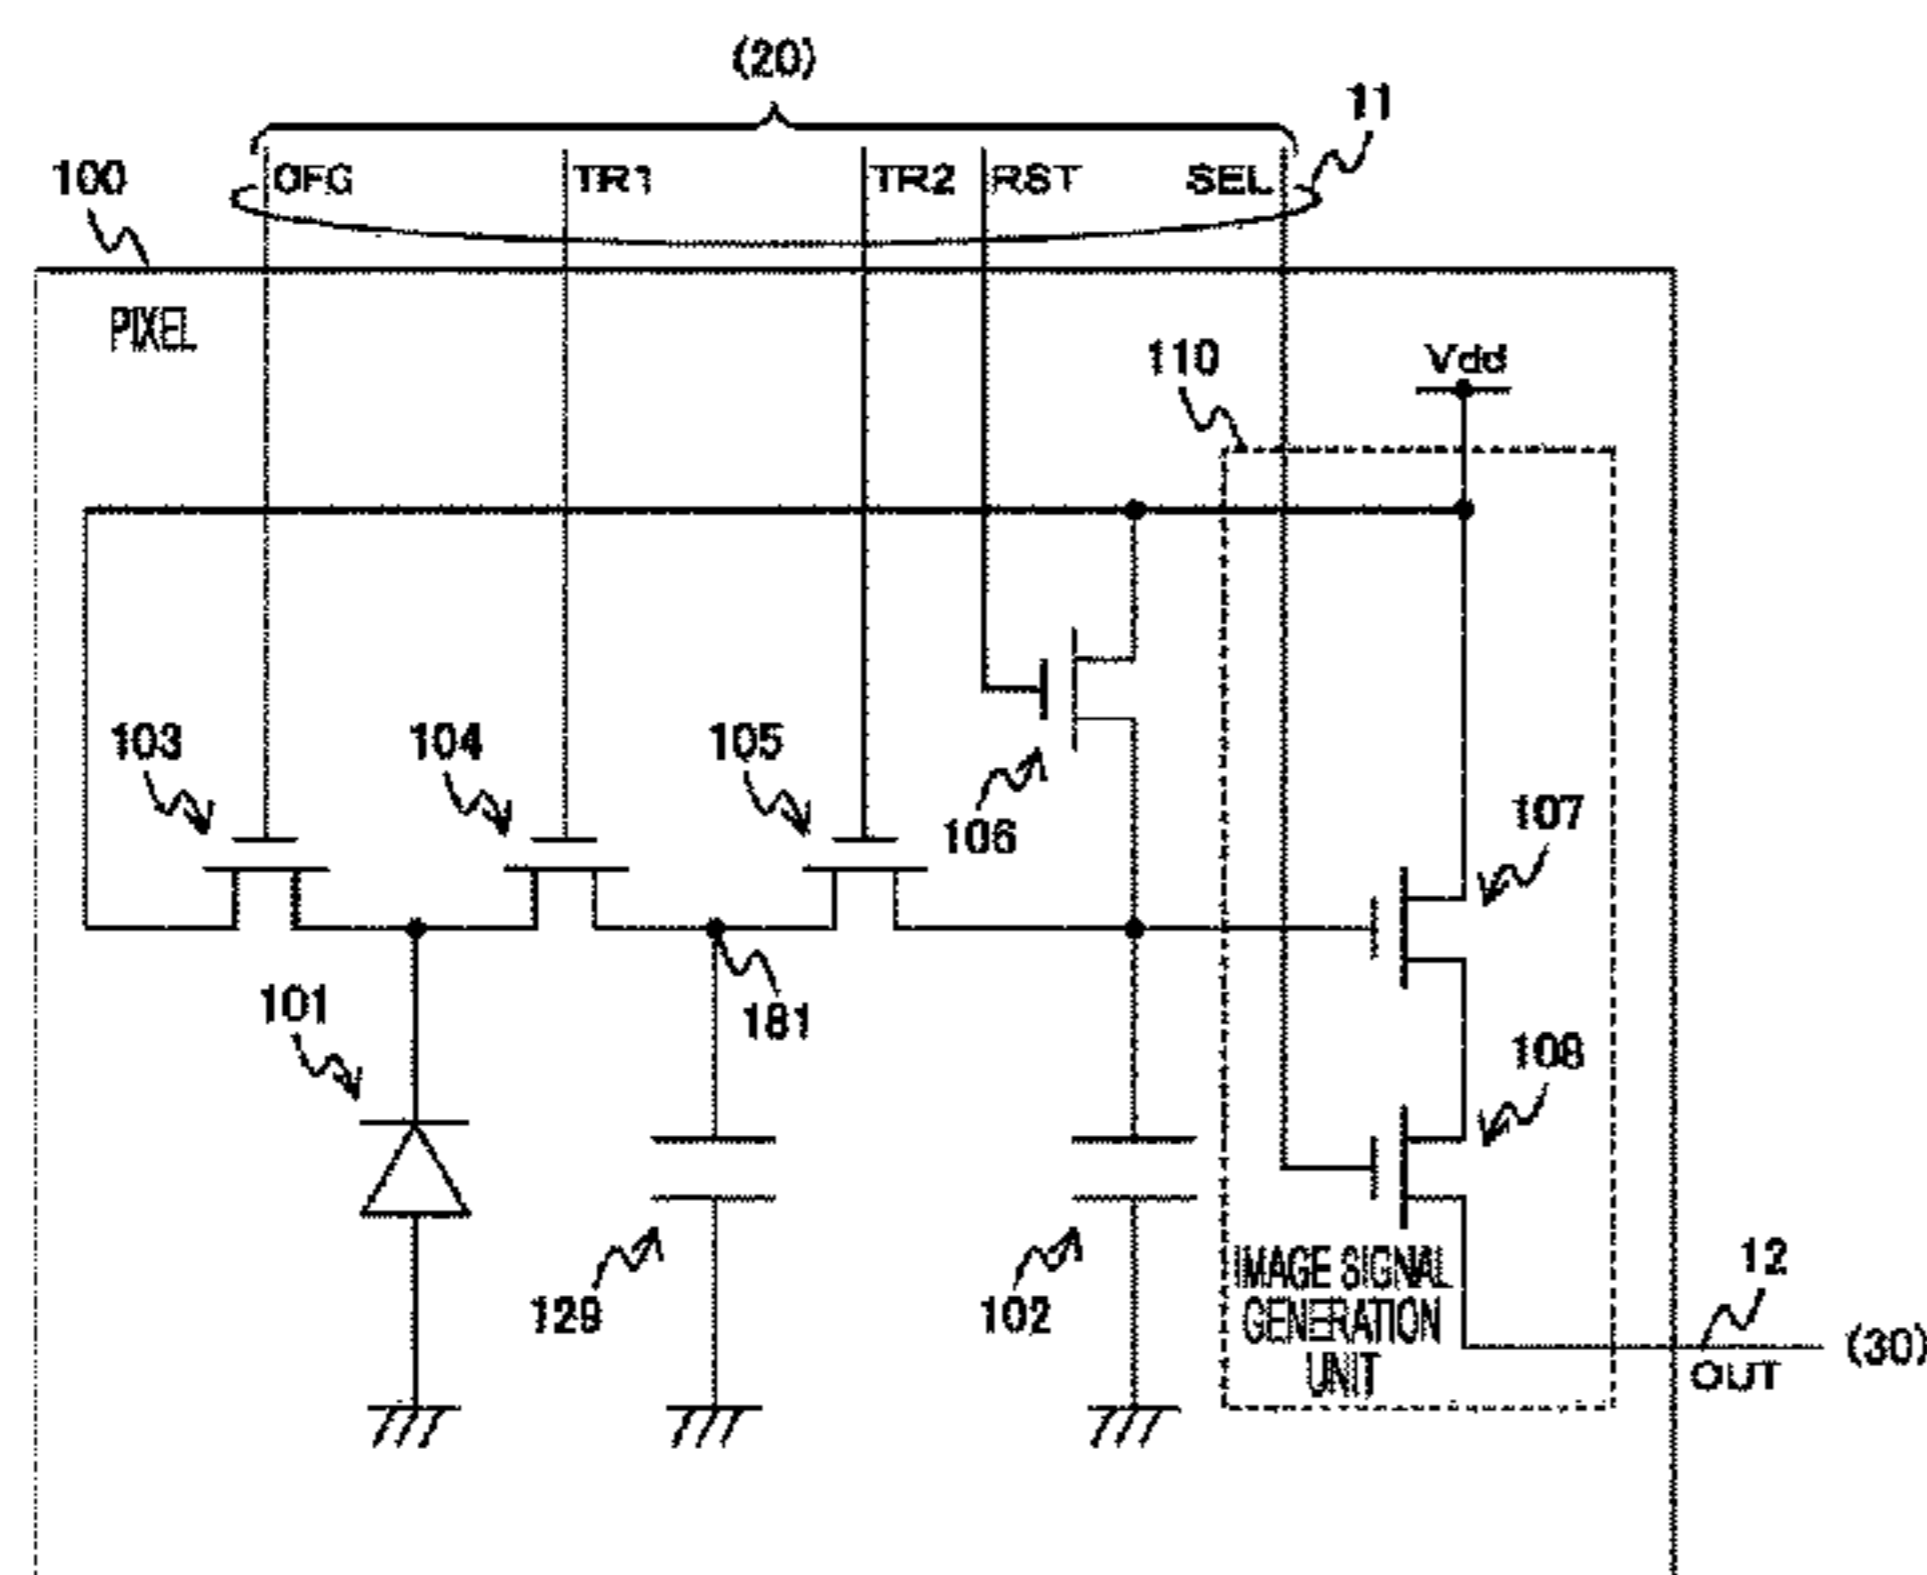 (20)
11
100
OFG
TR1
TR2
RST
SEL
PIXEL
110
Vdd
103
104
105
106
107
101
181
108
129
102
IMAGE SIGNAL
GENERATION
UNIT
12
OUT
(30)